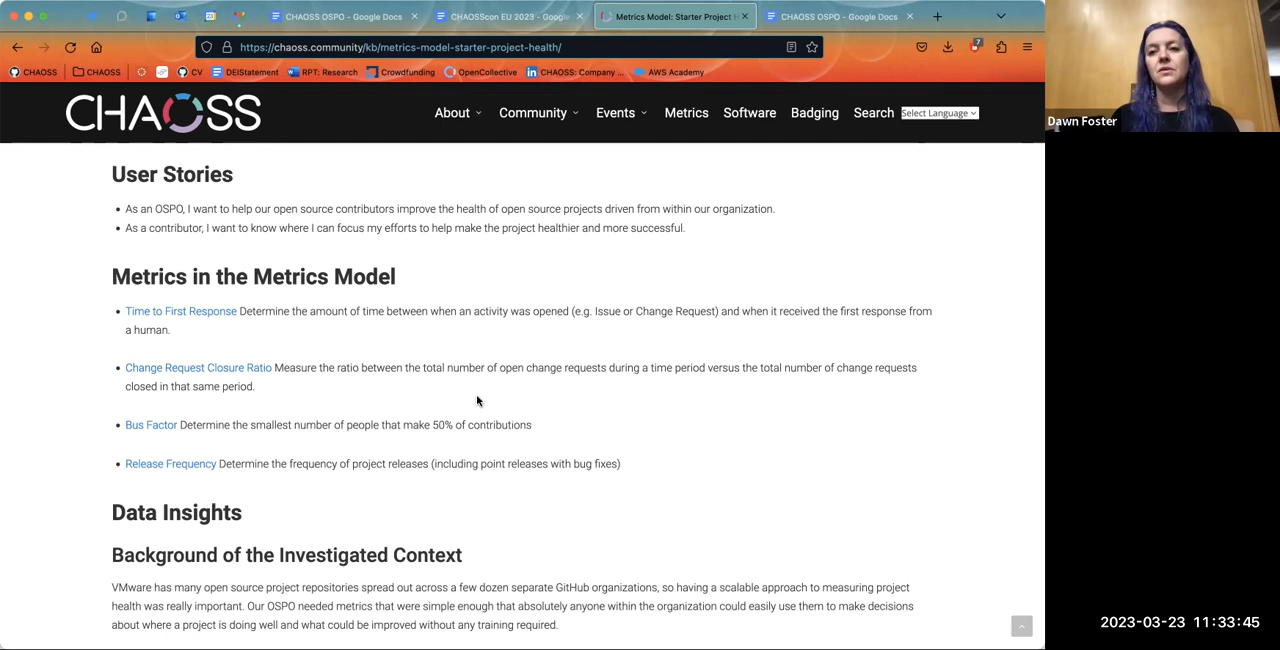 CHAOSS OSPO - Google Docs
CHAOSScon EU 2023 - Google
Metrics Model: Starter Project H
CHAOSS OSPO - Google Docs
https://chaoss.community/kb/metrics-model-starter-project-health/
7
CHAOSS
CHAOSS
CV
DEIStatement
RPT: Research
Crowdfunding
OpenCollective
CHAOSS: Company ...
AWS Academy
CHAOSS
About
Community
Events
Metrics
Software
Badging
Search
Select Language
Dawn Foster
User Stories
As an OSPO, I want to help our open source contributors improve the health of open source projects driven from within our organization.
As a contributor, I want to know where I can focus my efforts to help make the project healthier and more successful.
Metrics in the Metrics Model
Time to First Response Determine the amount of time between when an activity was opened (e.g. Issue or Change Request) and when it received the first response from
a human.
Change Request Closure Ratio Measure the ratio between the total number of open change requests during a time period versus the total number of change requests
closed in that same period.
Bus Factor Determine the smallest number of people that make 50% of contributions
Release Frequency Determine the frequency of project releases (including point releases with bug fixes)
Data Insights
Background of the Investigated Context
VMware has many open source project repositories spread out across a few dozen separate GitHub organizations, so having a scalable approach to measuring project
health was really important. Our OSPO needed metrics that were simple enough that absolutely anyone within the organization could easily use them to make decisions
about where a project is doing well and what could be improved without any training required.
2023-03-23 11:33:45